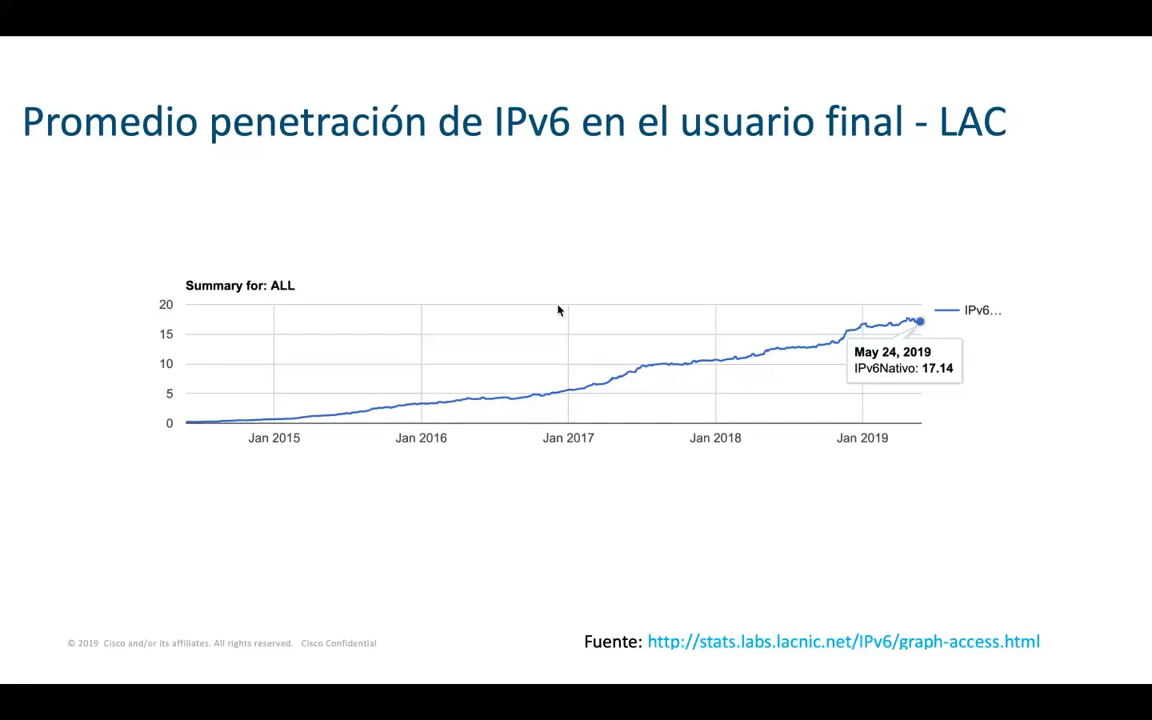 Promedio penetración de IPv6 en el usuario final - LAC
Summary for: ALL
20
15
10
5
0
IPv6...
May 24, 2019
IPv6Nativo: 17.14
Jan 2015
Jan 2016
Jan 2017
Jan 2018
Jan 2019
© 2019 Cisco and/or its affiliates. All rights reserved. Cisco Confidential
Fuente: http://stats.labs.lacnic.net/IPv6/graph-access.html